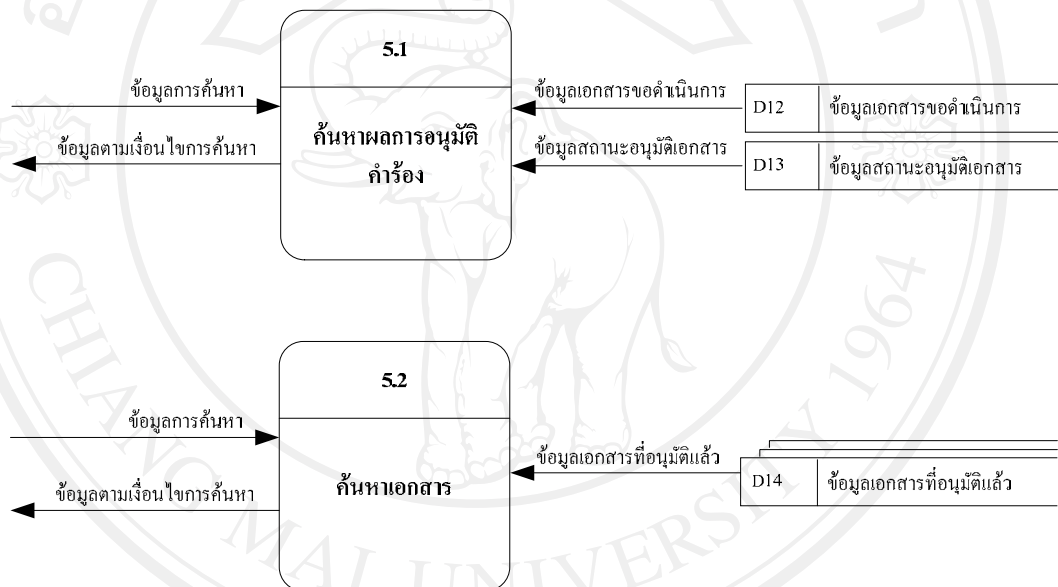 5.1
ข้อมูลการค้นหา
ข้อมูลเอกสารขอดำเนินการ
D12 ข้อมูลเอกสารขอดำเนินการ
ค้นหาผลการอนุมัติ
คำร้อง
ข้อมูลตามเงื่อนไขการค้นหา
ข้อมูลสถานะอนุมัติเอกสาร
D13 ข้อมูลสถานะอนุมัติเอกสาร
5.2
ข้อมูลการค้นหา
ข้อมูลเอกสารที่อนุมัติแล้ว
D14 ข้อมูลเอกสารที่อนุมัติแล้ว
ค้นหาเอกสาร
ข้อมูลตามเงื่อนไขการค้นหา
CHIANG MAI UNIVERSITY 1964